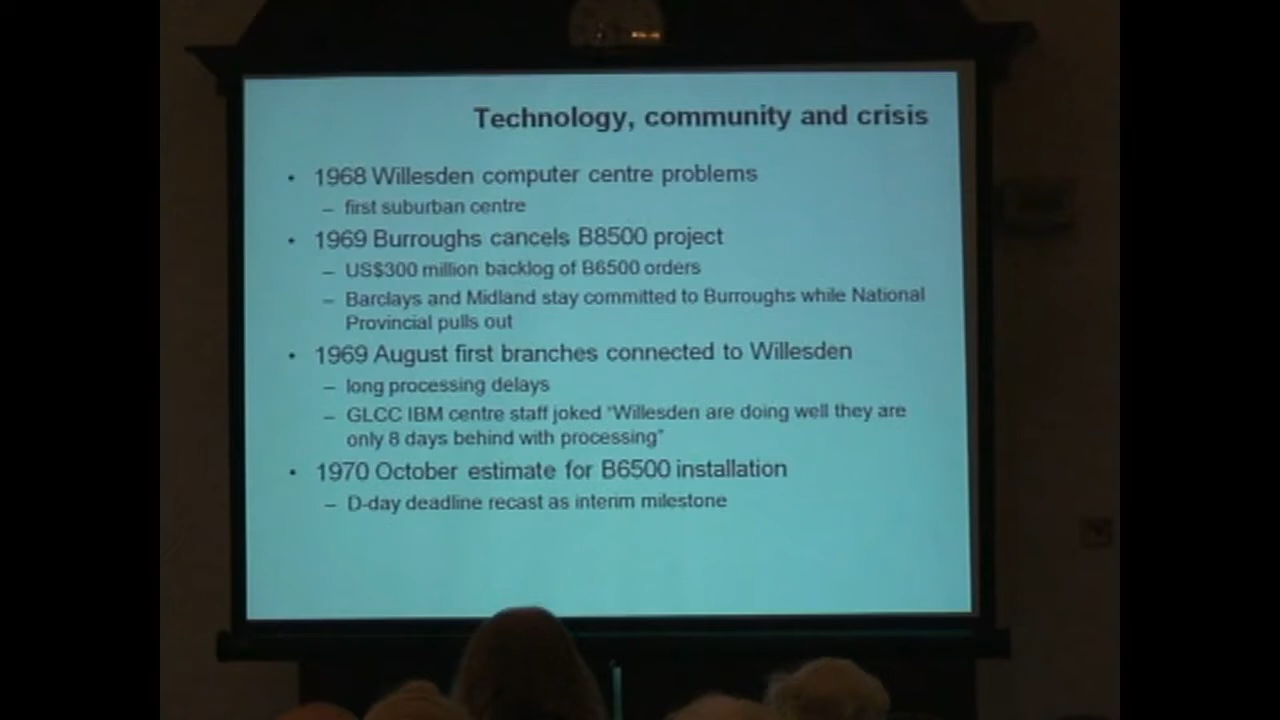 Technology, community and crisis
• 1968 Willesden computer centre problems
– first suburban centre
• 1969 Burroughs cancels B8500 project
– US$300 million backlog of B6500 orders
– Barclays and Midland stay committed to Burroughs while National
Provincial pulls out
• 1969 August first branches connected to Willesden
– long processing delays
– GLCC IBM centre staff joked “Willesden are doing well they are
only 8 days behind with processing”
• 1970 October estimate for B6500 installation
– D-day deadline recast as interim milestone